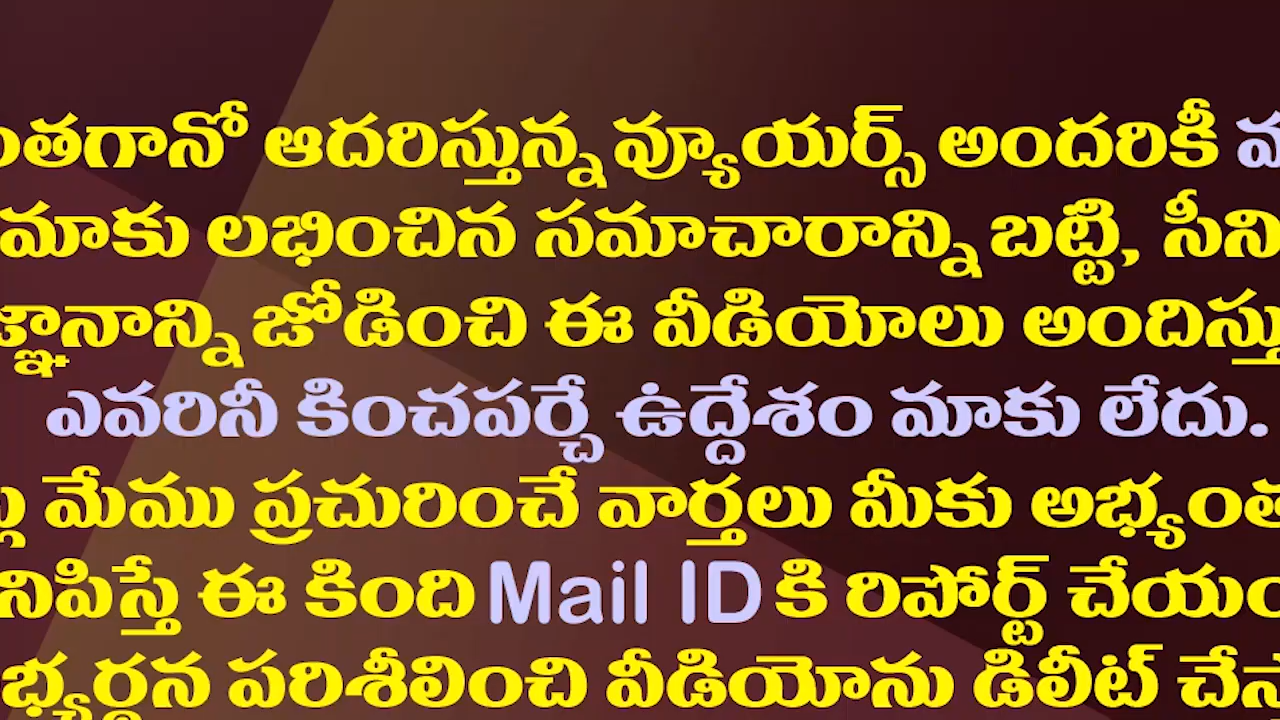 ఆదరిస్తున్న వ్యూయర్స్ అందరికీ
మాకు లభించిన సమాచారాన్ని బట్టి,
జోడించి ఈ వీడియోలు
ఎవరినీ కించపర్చే ఉద్దేశం మాకు లేదు.
మేము ప్రచురించే వార్తలు మీకు
ఈ కింది Mail ID కి రిపోర్ట్
పరిశీలించి వీడియోను డిలీట్